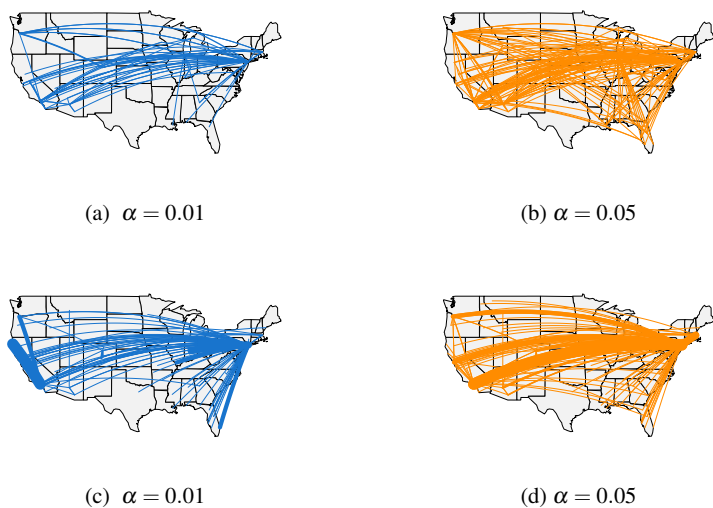 (a) α = 0.01
(b) α = 0.05
(c) α = 0.01
(d) α = 0.05